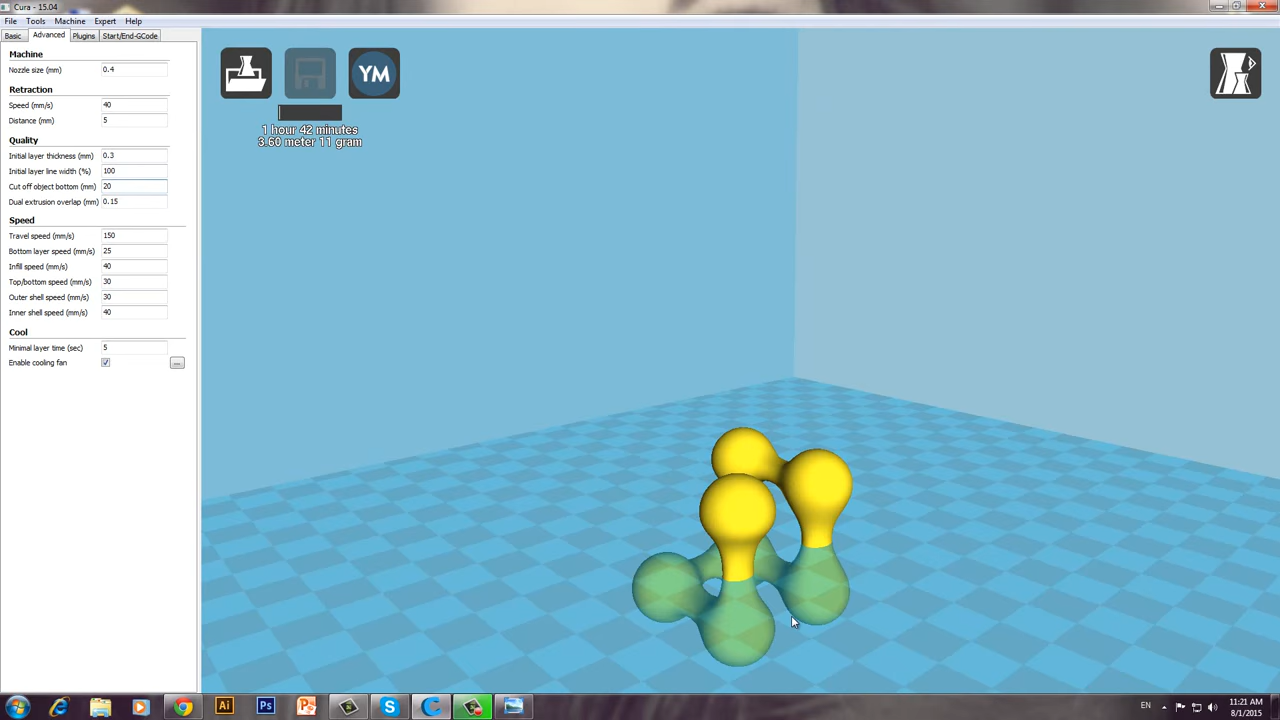 Cura - 15.04
File Tools Machine Expert Help
Basic Advanced Plugins Start/End-GCode
Machine
Nozzle size (mm) 0.4
Retraction
Speed (mm/s) 40
Distance (mm) 5
Quality
Initial layer thickness (mm) 0.3
Initial layer line width (%) 100
Cut off object bottom (mm) 20
Dual extrusion overlap (mm) 0.15
Speed
Travel speed (mm/s) 150
Bottom layer speed (mm/s) 25
Infill speed (mm/s) 40
Top/bottom speed (mm/s) 30
Outer shell speed (mm/s) 30
Inner shell speed (mm/s) 40
Cool
Minimal layer time (sec) 5
Enable cooling fan ...
YM
1 hour 42 minutes
3.60 meter 11 gram
Ai Ps P S C
EN 11:21 AM
8/1/2015